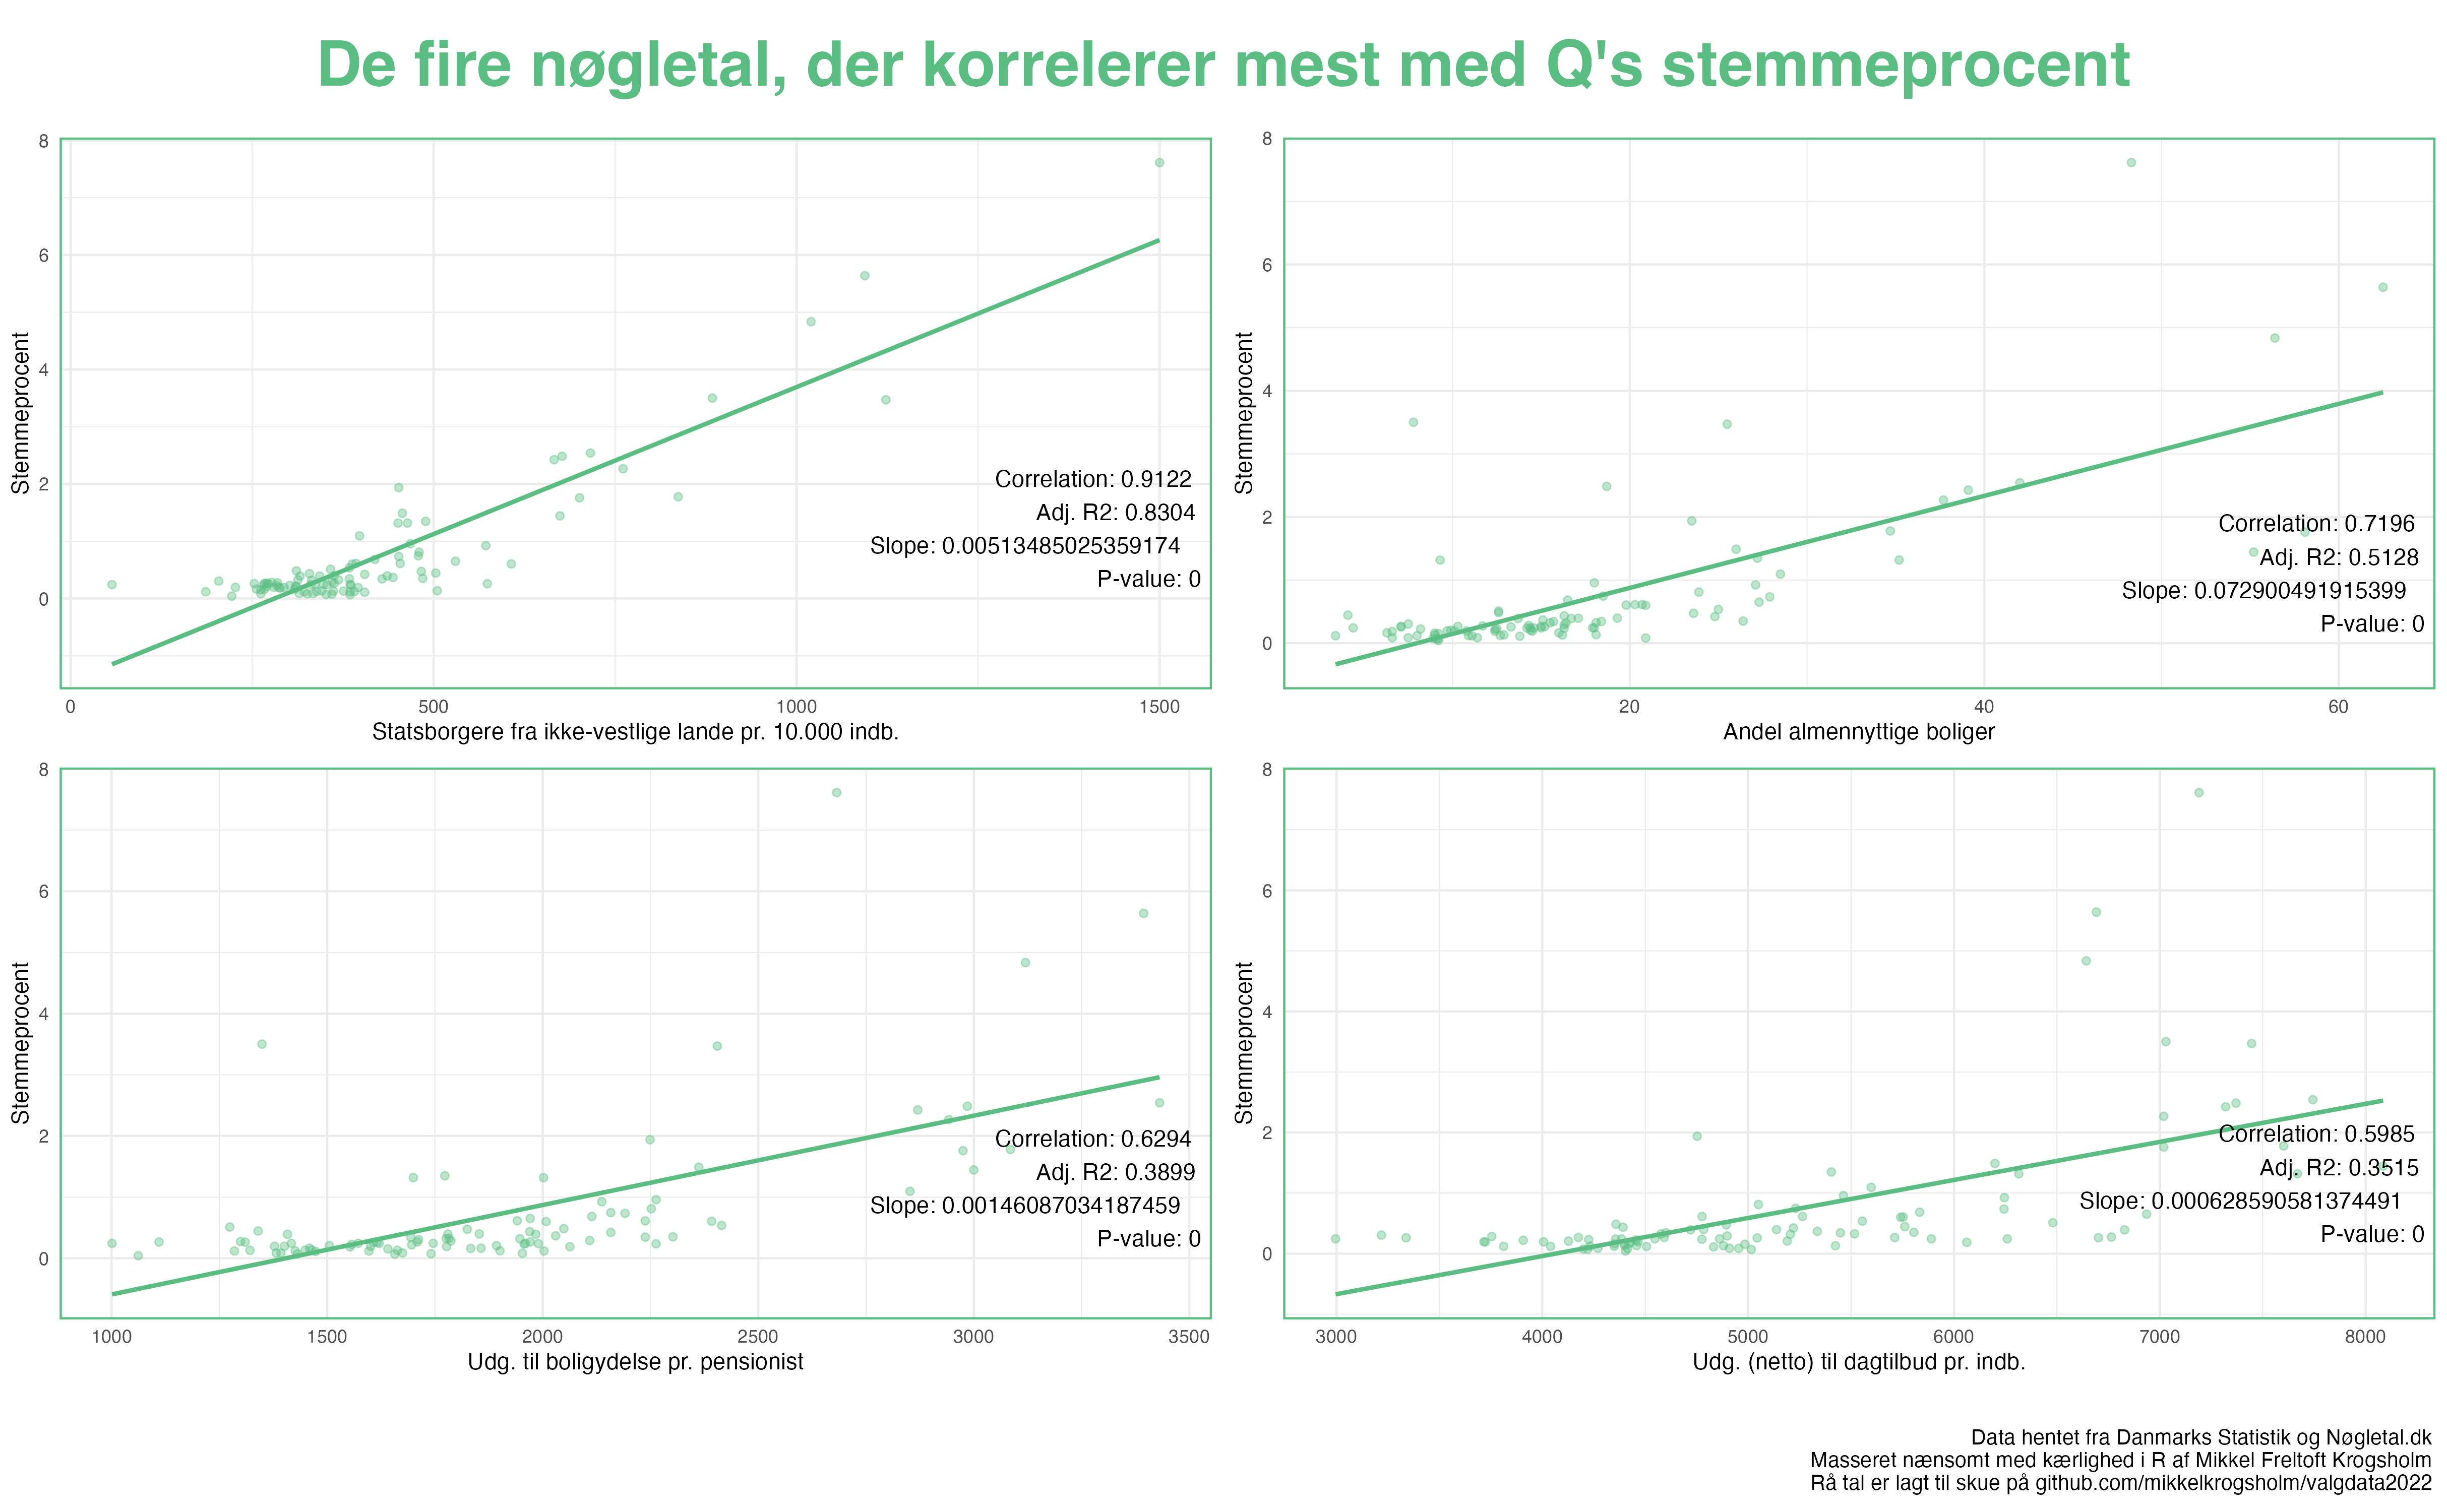 De fire nøgletal, der korrelerer mest med Q's stemmeprocent
Stemmeprocent
8
6
4
2
0
Correlation: 0.9122
Adj. R2: 0.8304
Slope: 0.00513485025359174
P-value: 0
0 500 1000 1500
Statsborgere fra ikke-vestlige lande pr. 10.000 indb.
Stemmeprocent
8
6
4
2
0
Correlation: 0.7196
Adj. R2: 0.5128
Slope: 0.072900491915399
P-value: 0
20 40 60
Andel almennyttige boliger
Stemmeprocent
8
6
4
2
0
Correlation: 0.6294
Adj. R2: 0.3899
Slope: 0.00146087034187459
P-value: 0
1000 1500 2000 2500 3000 3500
Udg. til boligydelse pr. pensionist
Stemmeprocent
8
6
4
2
0
Correlation: 0.5985
Adj. R2: 0.3515
Slope: 0.000628590581374491
P-value: 0
3000 4000 5000 6000 7000 8000
Udg. (netto) til dagtilbud pr. indb.
Data hentet fra Danmarks Statistik og Nøgletal.dk
Masseret nænsomt med kærlighed i R af Mikkel Freltoft Krogsholm
Rå tal er lagt til skue på github.com/mikkelkrogsholm/valgdata2022